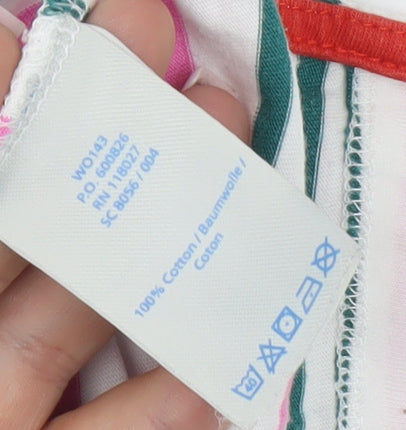 WO143
P.O. 600826
RN 118027
SC 8056 / 004
100% Cotton / Baumwolle /
Coton
40